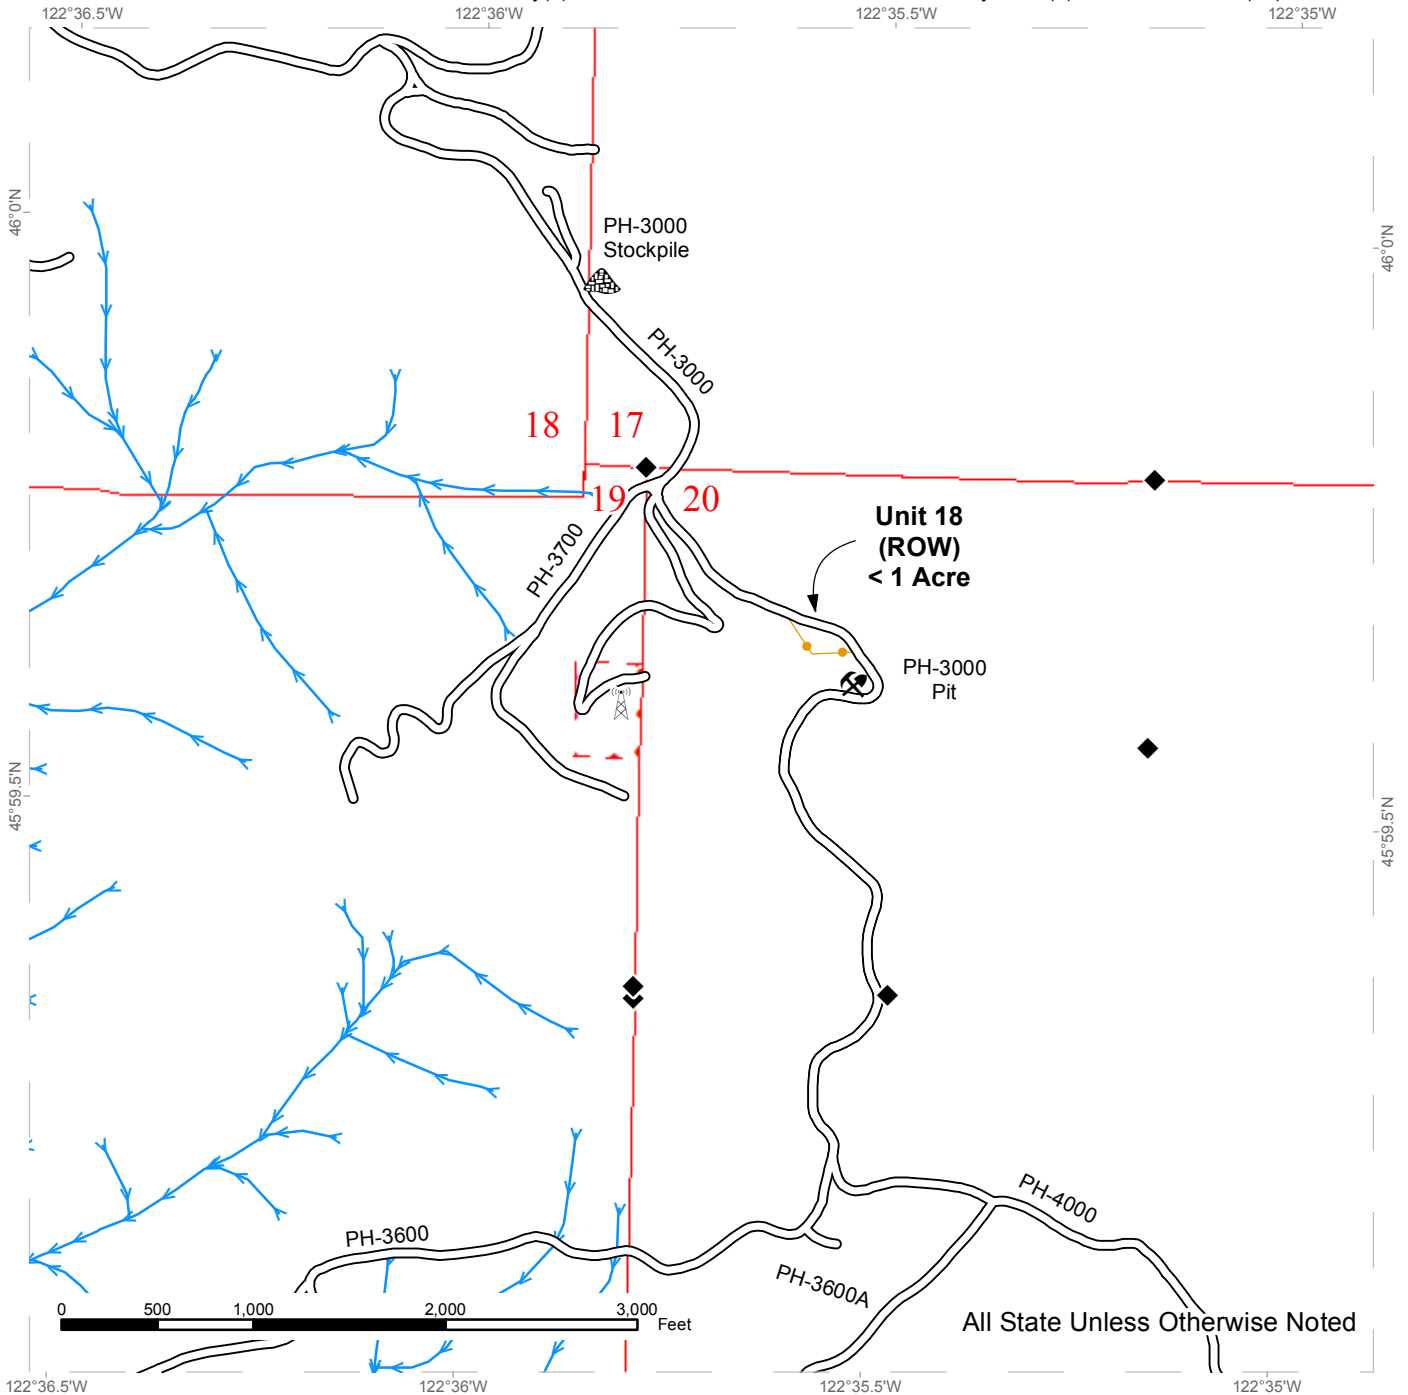 122°36.5'W
122°36'W
122°35.5'W
122°35'W
46°0'N
46°0'N
PH-3000
Stockpile
PH-3000
18
17
19
20
PH-3700
Unit 18
(ROW)
< 1 Acre
PH-3000
Pit
45°59.5'N
45°59.5'N
PH-4000
PH-3600
PH-3600A
0
500
1,000
2,000
3,000
Feet
All State Unless Otherwise Noted
122°36.5'W
122°36'W
122°35.5'W
122°35'W